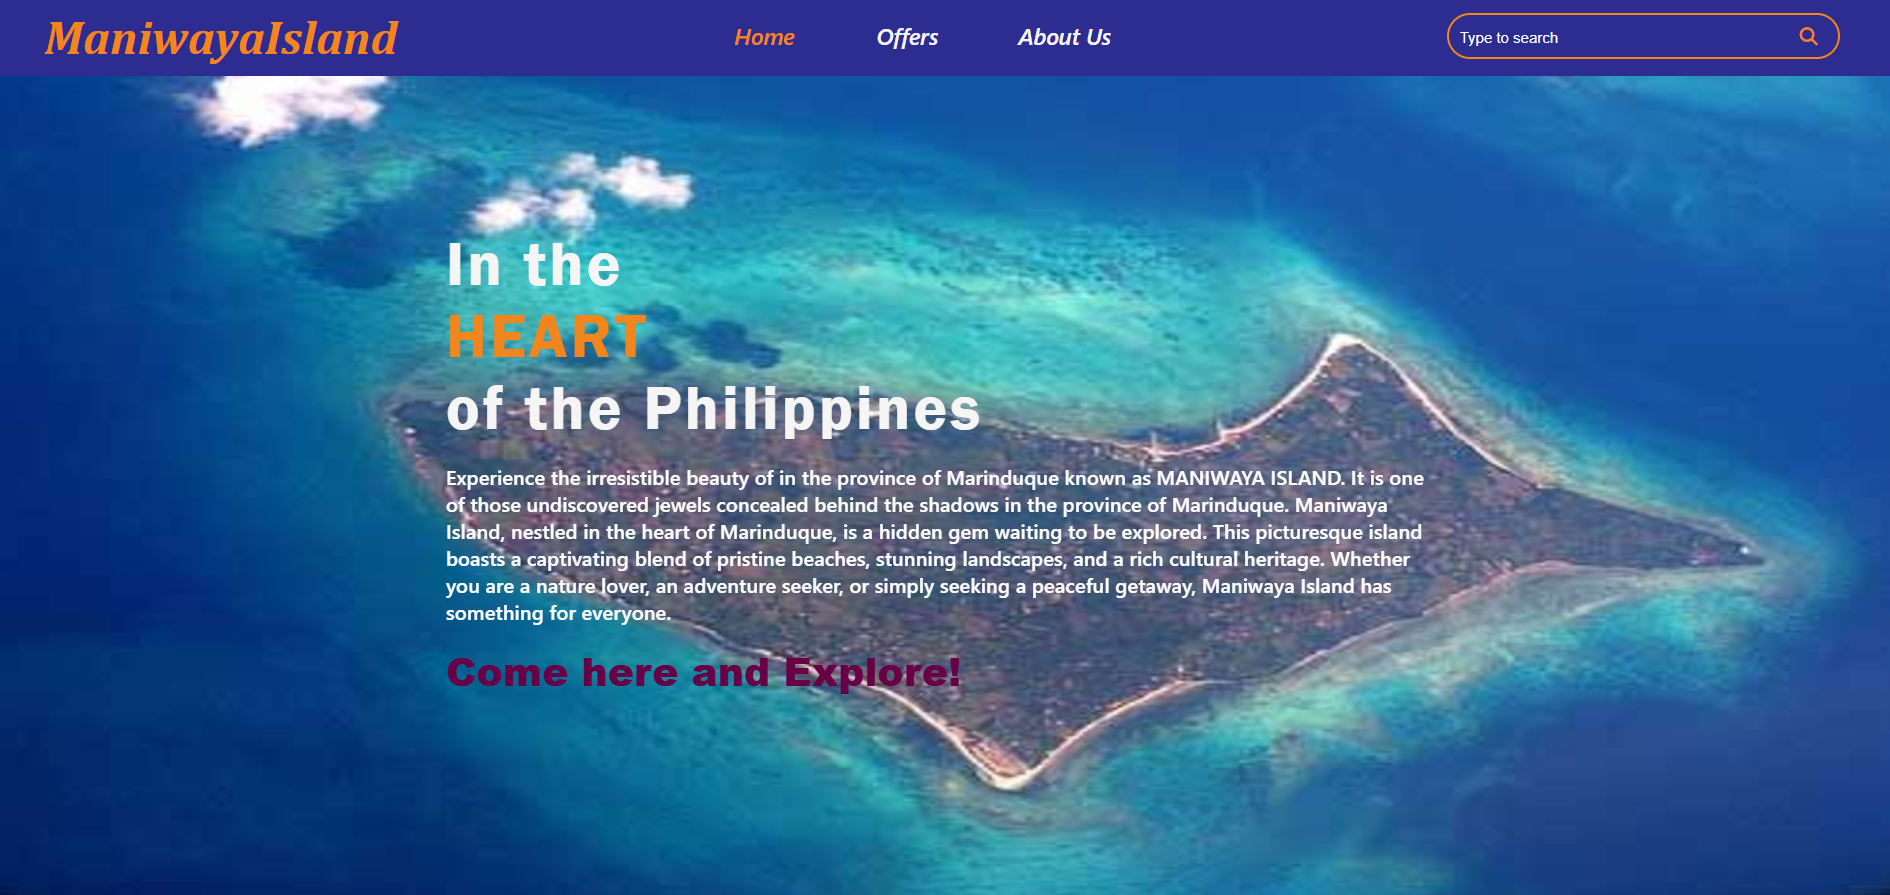 ManiwayaIsland
Home Offers About Us
Type to search
In the
HEART
of the Philippines
Experience the irresistible beauty of in the province of Marinduque known as MANIWAYA ISLAND. It is one
of those undiscovered jewels concealed behind the shadows in the province of Marinduque. Maniwaya
Island, nestled in the heart of Marinduque, is a hidden gem waiting to be explored. This picturesque island
boasts a captivating blend of pristine beaches, stunning landscapes, and a rich cultural heritage. Whether
you are a nature lover, an adventure seeker, or simply seeking a peaceful getaway, Maniwaya Island has
something for everyone.
Come here and Explore!